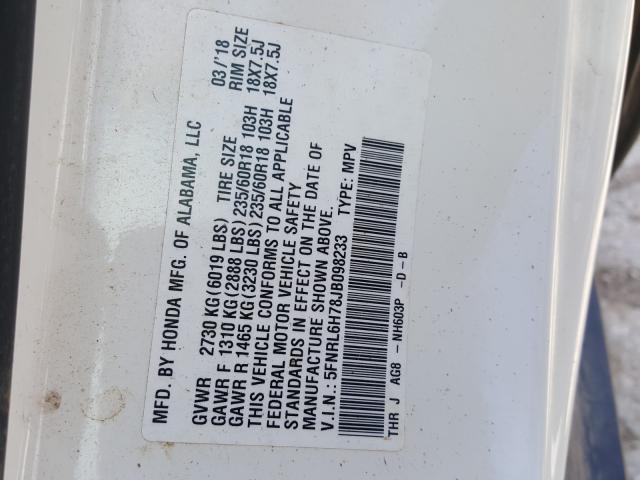 MFD. BY HONDA MFG. OF ALABAMA, LLC 03/'18
GVWR 2730 KG(6019 LBS) TIRE SIZE RIM SIZE
GAWR F 1310 KG(2888 LBS)235/60R18 103H 18X7.5J
GAWR R 1465 KG(3230 LBS)235/60R18 103H 18X7.5J
THIS VEHICLE CONFORMS TO ALL APPLICABLE
FEDERAL MOTOR VEHICLE SAFETY
STANDARDS IN EFFECT ON THE DATE OF
MANUFACTURE SHOWN ABOVE.
V.I.N.:5FNRL6H78JB098233 TYPE: MPV
THR J AG8 - NH603P -D-B